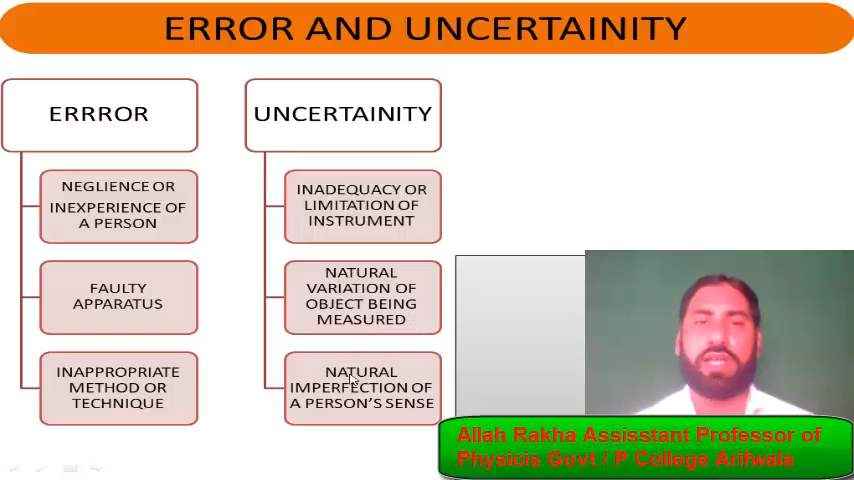 ERROR AND UNCERTAINITY
ERRROR
NEGLIENCE OR
INEXPERIENCE OF
A PERSON
FAULTY
APPARATUS
INAPPROPRIATE
METHOD OR
TECHNIQUE
UNCERTAINITY
INADEQUACY OR
LIMITATION OF
INSTRUMENT
NATURAL
VARIATION OF
OBJECT BEING
MEASURED
NATURAL
IMPERFECTION OF
A PERSON'S SENSE
Allah Rakha Assisstant Professor of
Physicis Govt / P College Arifwala